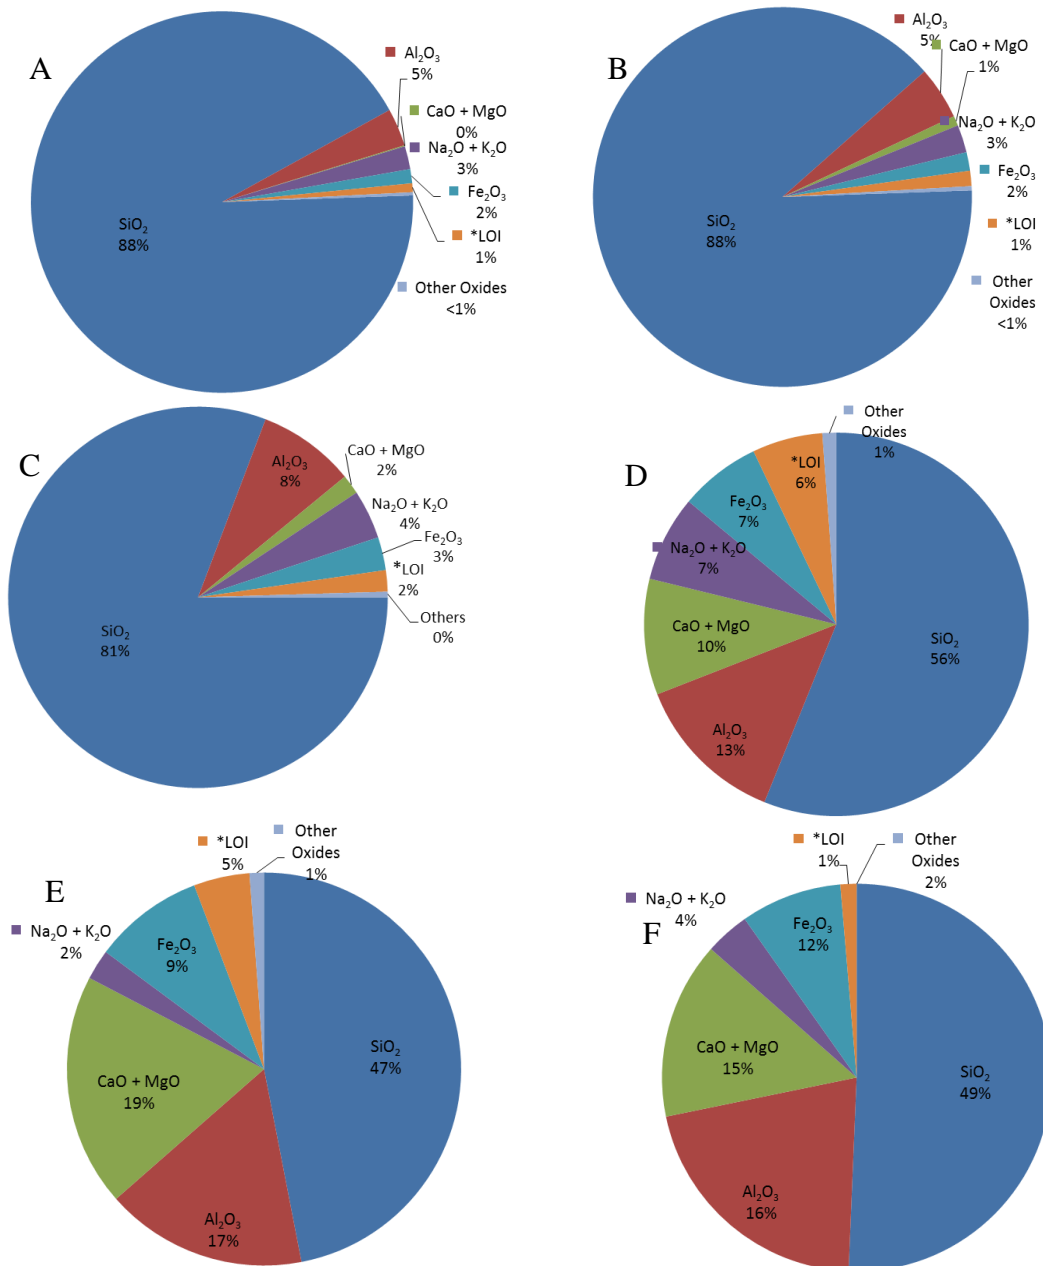 A
Al₂O₃
5%
CaO + MgO
0%
Na₂O + K₂O
3%
Fe₂O₃
2%
*LOI
1%
Other Oxides
<1%
SiO₂
88%
B
Al₂O₃
5%
CaO + MgO
1%
Na₂O + K₂O
3%
Fe₂O₃
2%
*LOI
1%
Other
Oxides
<1%
SiO₂
88%
C
Al₂O₃
8%
CaO + MgO
2%
Na₂O + K₂O
4%
Fe₂O₃
3%
*LOI
2%
Others
0%
SiO₂
81%
D
Other
Oxides
1%
*LOI
6%
Fe₂O₃
7%
Na₂O + K₂O
7%
CaO + MgO
10%
Al₂O₃
13%
SiO₂
56%
E
*LOI
5%
Other
Oxides
1%
Na₂O + K₂O
2%
Fe₂O₃
9%
SiO₂
47%
CaO + MgO
19%
Al₂O₃
17%
F
*LOI
1%
Other
Oxides
2%
Na₂O + K₂O
4%
Fe₂O₃
12%
CaO + MgO
15%
SiO₂
49%
Al₂O₃
16%